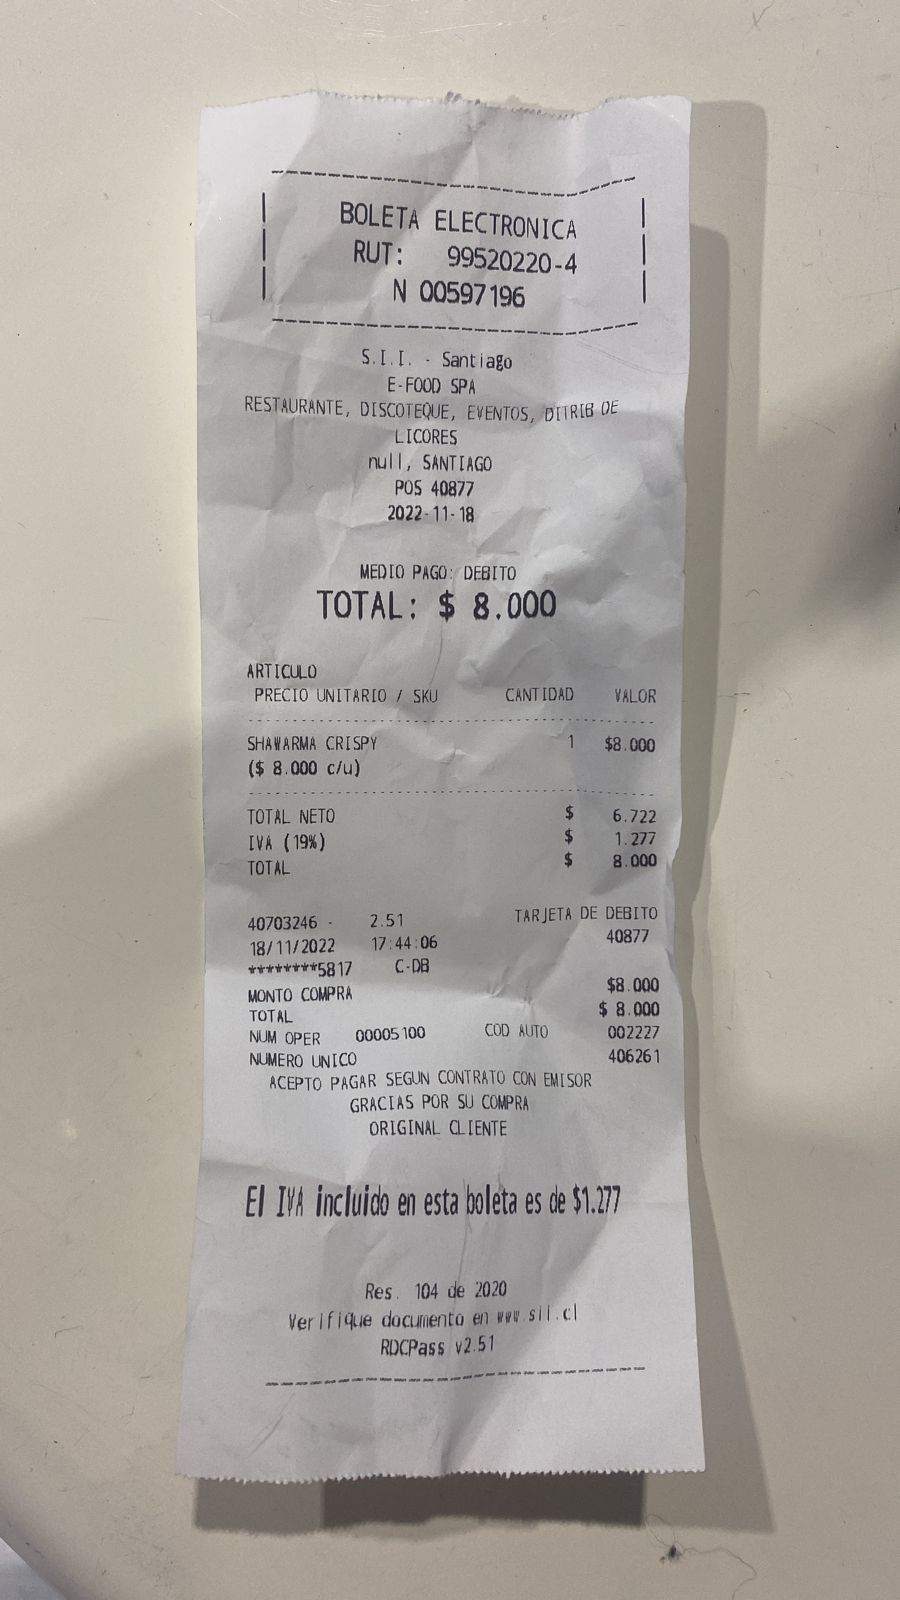 BOLETA ELECTRONICA
RUT: 99520220-4
N 00597196
S.I.I. - Santiago
E-FOOD SPA
RESTAURANTE, DISCOTEQUE, EVENTOS, DITRIB DE
LICORES
null, SANTIAGO
POS 40877
2022-11-18
MEDIO PAGO: DEBITO
TOTAL: $ 8.000
ARTICULO
PRECIO UNITARIO / SKU CANTIDAD VALOR
SHAWARMA CRISPY 1 $8.000
($ 8.000 c/u)
TOTAL NETO $ 6.722
IVA (19%) $ 1.277
TOTAL $ 8.000
40703246 - 2.51 TARJETA DE DEBITO
18/11/2022 17:44:06 40877
********5817 C-DB
MONTO COMPRA $8.000
TOTAL $ 8.000
NUM OPER 00005100 COD AUTO 002227
NUMERO UNICO 406261
ACEPTO PAGAR SEGUN CONTRATO CON EMISOR
GRACIAS POR SU COMPRA
ORIGINAL CLIENTE
El IVA incluido en esta boleta es de $1.277
Res. 104 de 2020
Verifique documento en www.sii.cl
RDCPass v2.51